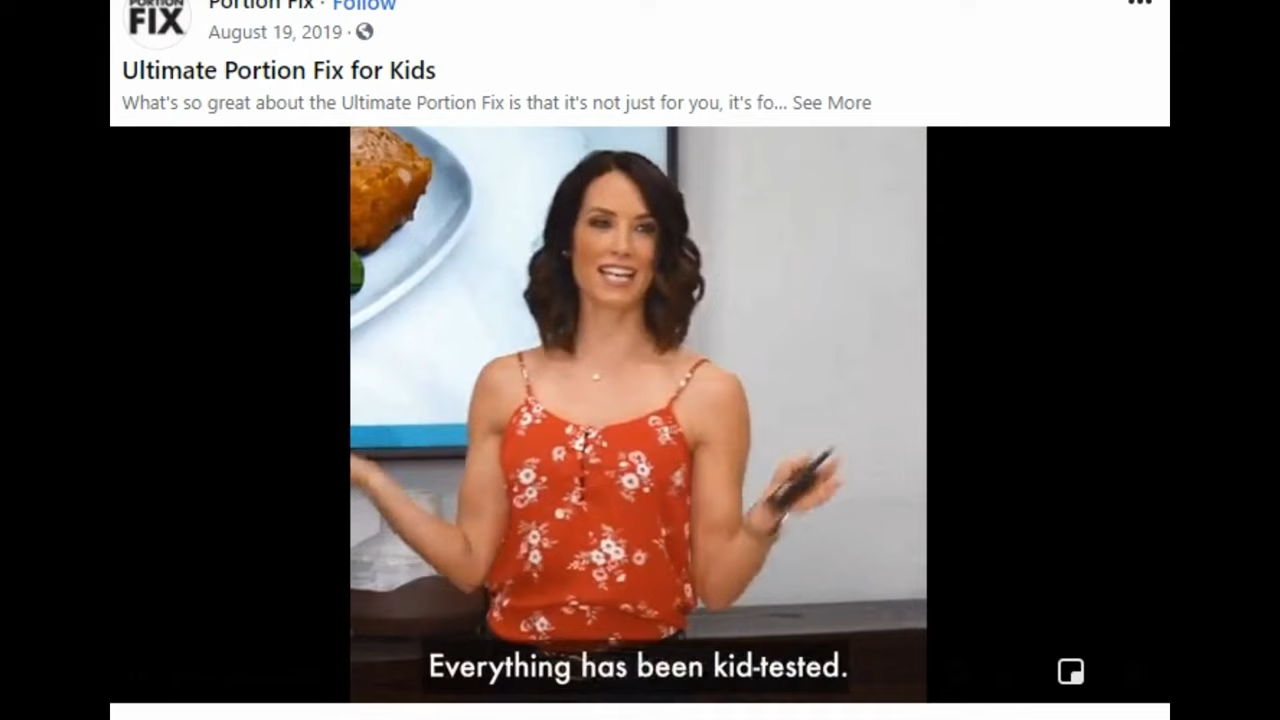 PORTION
FIX
Portion Fix · Follow
August 19, 2019 ·
Ultimate Portion Fix for Kids
What's so great about the Ultimate Portion Fix is that it's not just for you, it's fo... See More
Everything has been kid-tested.